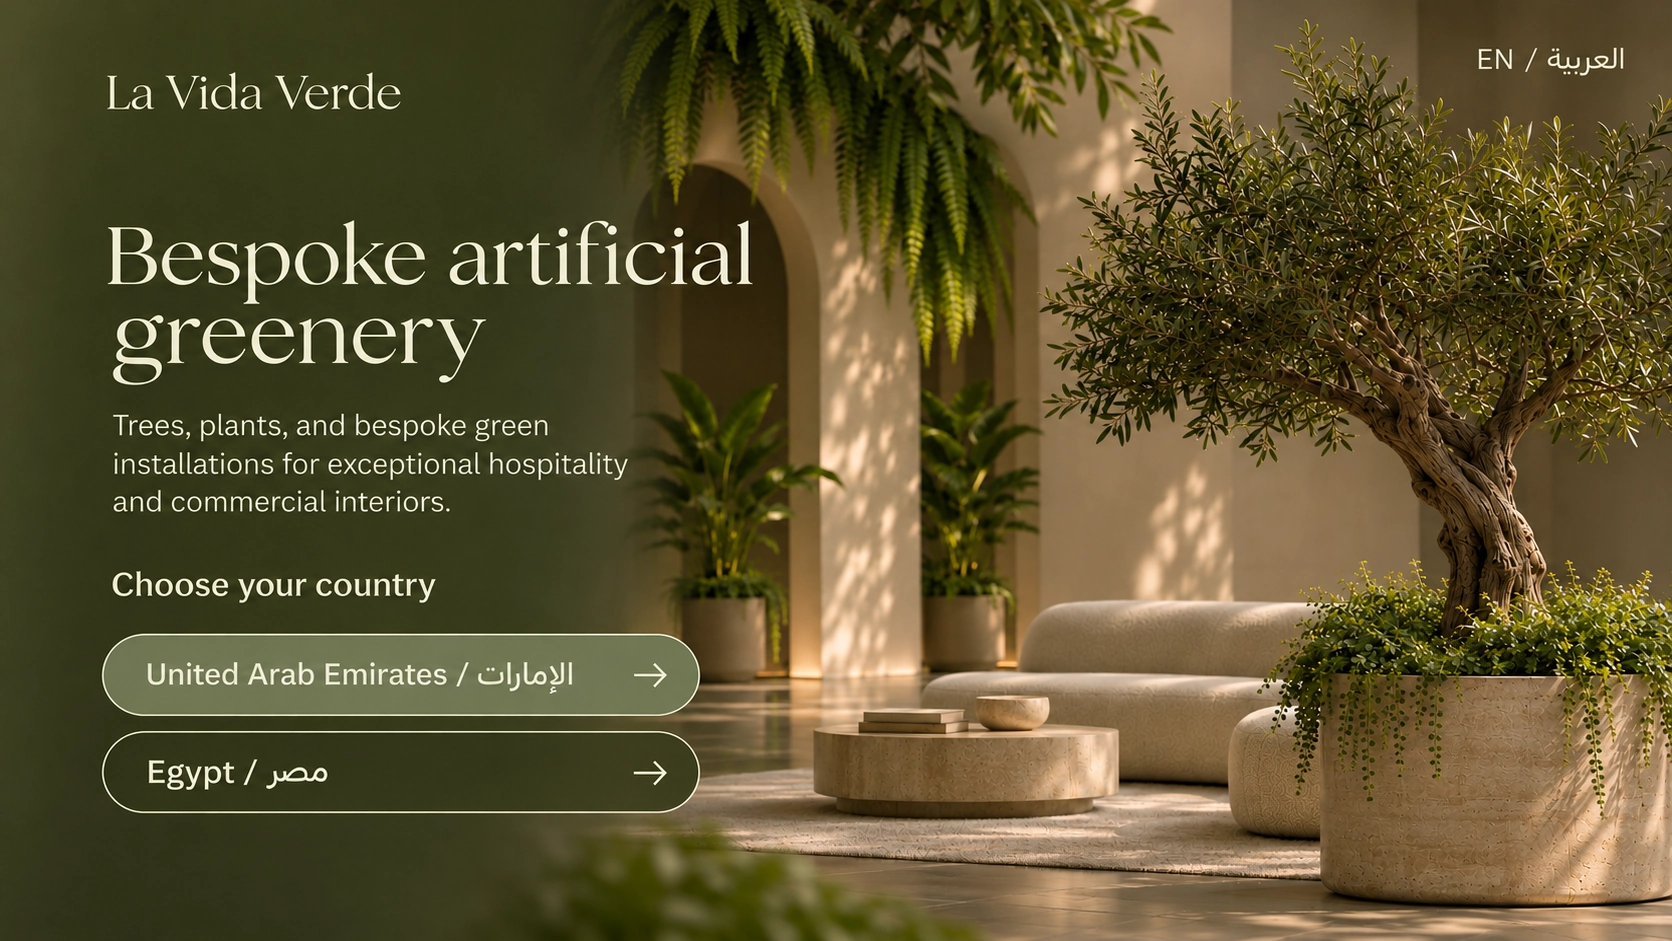 La Vida Verde
EN / العربية
Bespoke artificial
greenery
Trees, plants, and bespoke green
installations for exceptional hospitality
and commercial interiors.
Choose your country
United Arab Emirates / الإمارات →
Egypt / مصر →